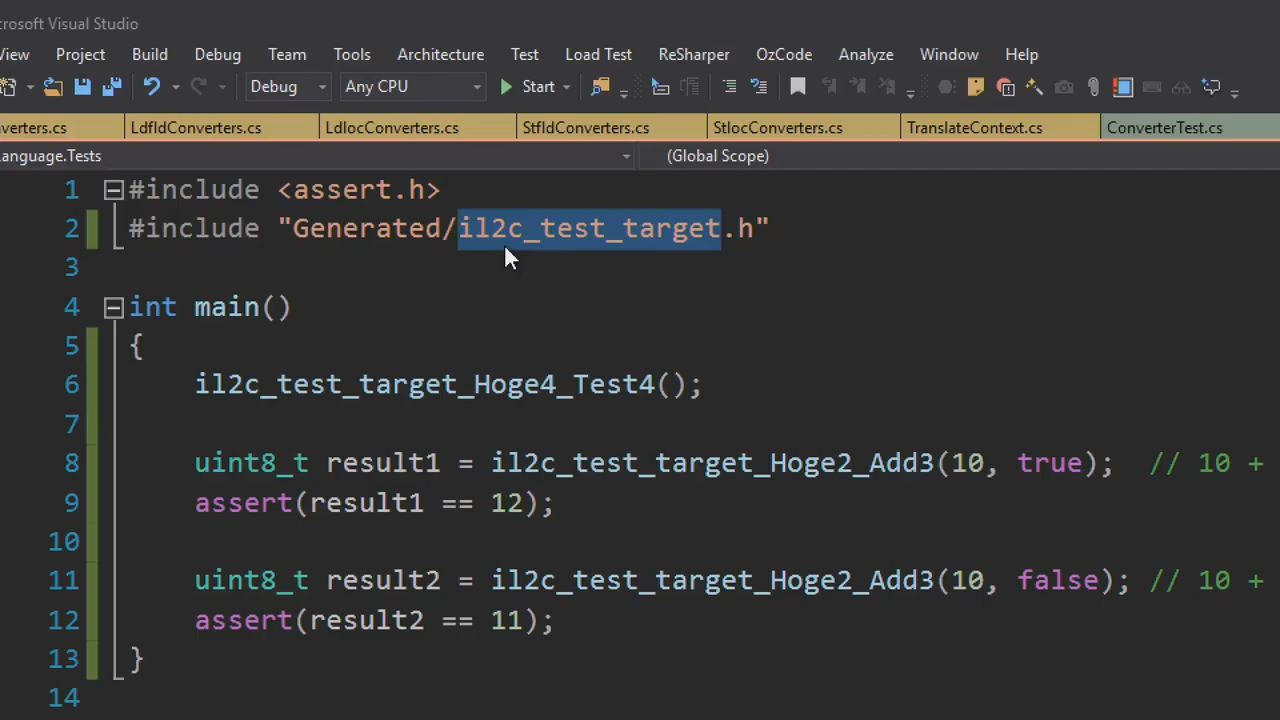 crosoft Visual Studio
View Project Build Debug Team Tools Architecture Test Load Test ReSharper OzCode Analyze Window Help
Debug Any CPU Start
verters.cs LdfldConverters.cs LdlocConverters.cs StfldConverters.cs StlocConverters.cs TranslateContext.cs ConverterTest.cs
anguage.Tests (Global Scope)
1 #include <assert.h>
2 #include "Generated/il2c_test_target.h"
3
4 int main()
5 {
6 il2c_test_target_Hoge4_Test4();
7
8 uint8_t result1 = il2c_test_target_Hoge2_Add3(10, true); // 10 +
9 assert(result1 == 12);
10
11 uint8_t result2 = il2c_test_target_Hoge2_Add3(10, false); // 10 +
12 assert(result2 == 11);
13 }
14